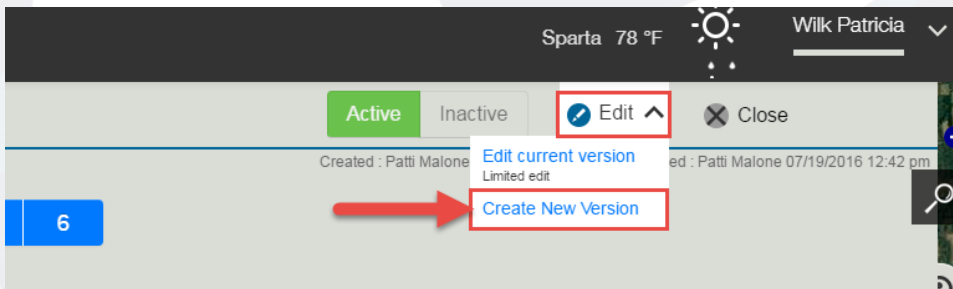 Sparta 78 °F
Wilk Patricia
Active Inactive Edit Close
Created : Patti Malone
ed : Patti Malone 07/19/2016 12:42 pm
Edit current version
Limited edit
Create New Version
6